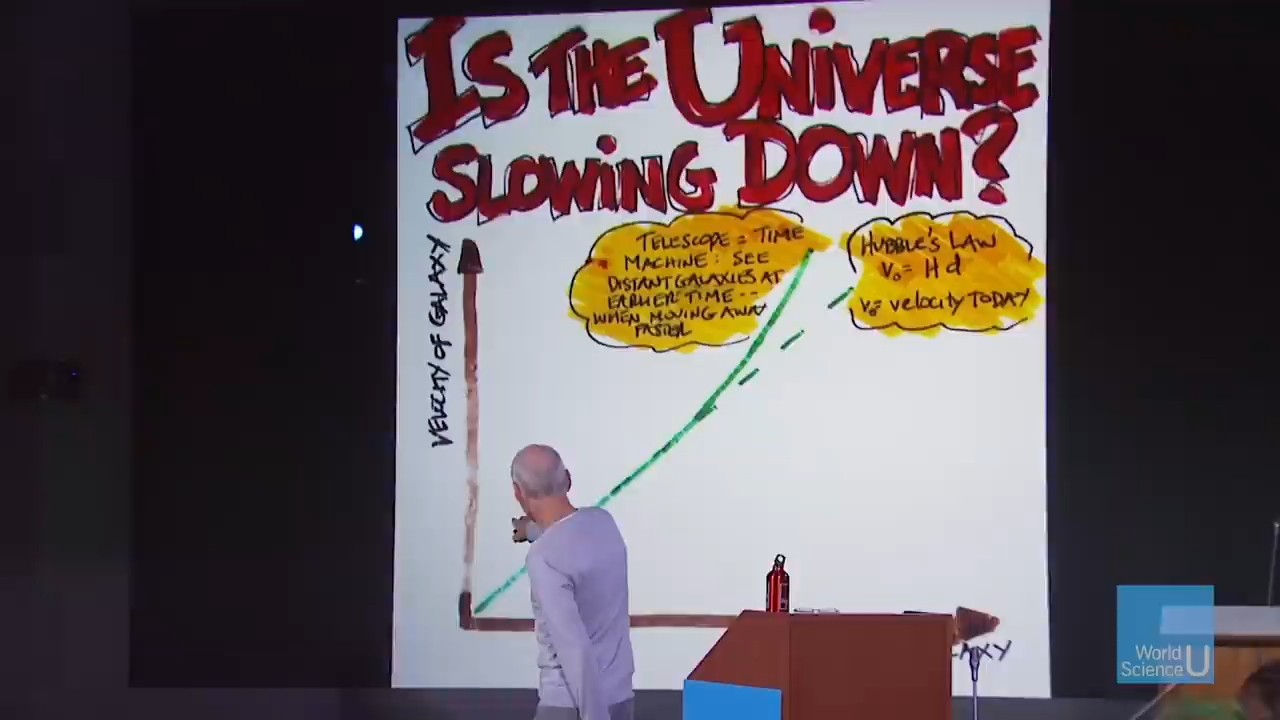 IS THE UNIVERSE
SLOWING DOWN?
TELESCOPE = TIME
MACHINE: SEE
DISTANT GALAXIES AT
EARLIER TIME --
WHEN MOVING AWAY
FASTER
HUBBLE'S LAW
v₀ = H d
v₀ = velocity TODAY
VELOCITY OF GALAXY
LAXY
World
Science U